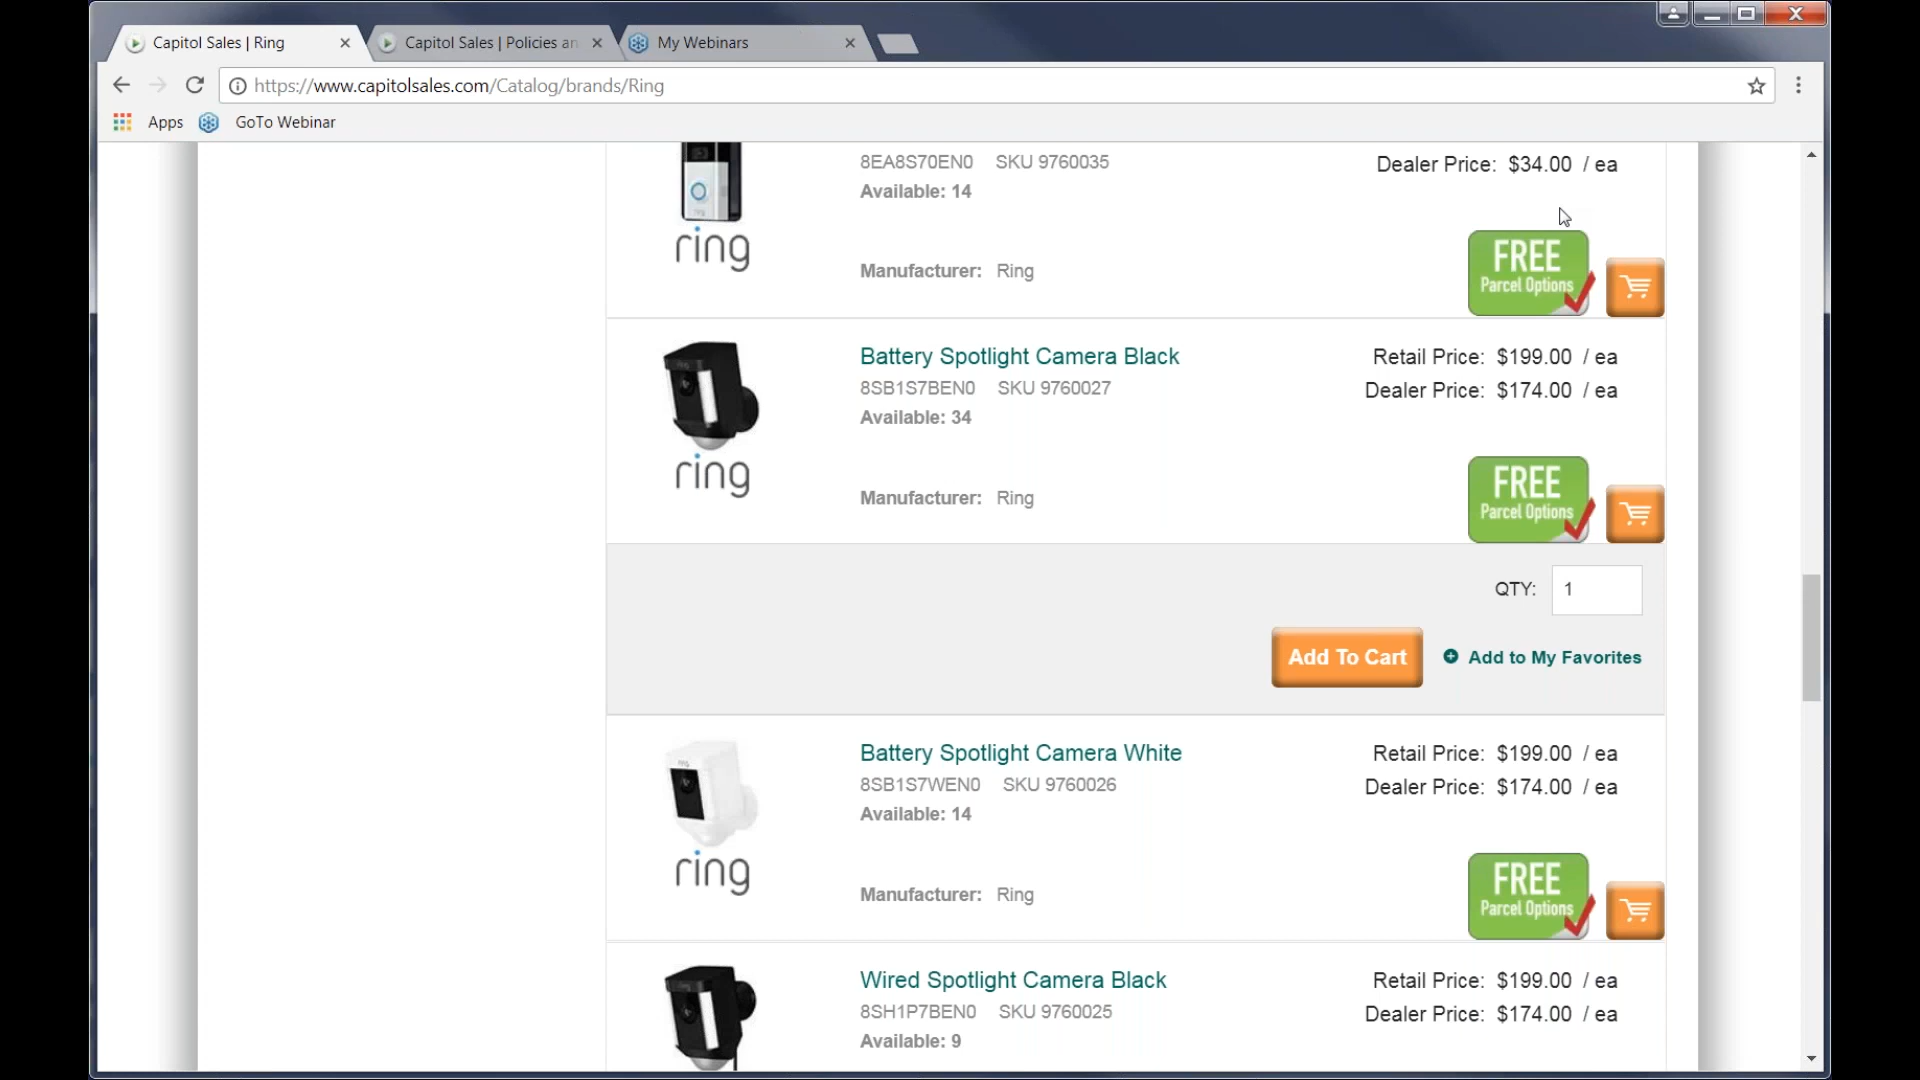 Capitol Sales | Ring
Capitol Sales | Policies an
My Webinars
https://www.capitolsales.com/Catalog/brands/Ring
Apps
GoTo Webinar
8EA8S70EN0 SKU 9760035
Dealer Price: $34.00 / ea
Available: 14
ring
Manufacturer: Ring
FREE
Parcel Options
Battery Spotlight Camera Black
Retail Price: $199.00 / ea
8SB1S7BEN0 SKU 9760027
Dealer Price: $174.00 / ea
Available: 34
ring
Manufacturer: Ring
FREE
Parcel Options
QTY: 1
Add To Cart
Add to My Favorites
Battery Spotlight Camera White
Retail Price: $199.00 / ea
8SB1S7WEN0 SKU 9760026
Dealer Price: $174.00 / ea
Available: 14
ring
Manufacturer: Ring
FREE
Parcel Options
Wired Spotlight Camera Black
Retail Price: $199.00 / ea
8SH1P7BEN0 SKU 9760025
Dealer Price: $174.00 / ea
Available: 9